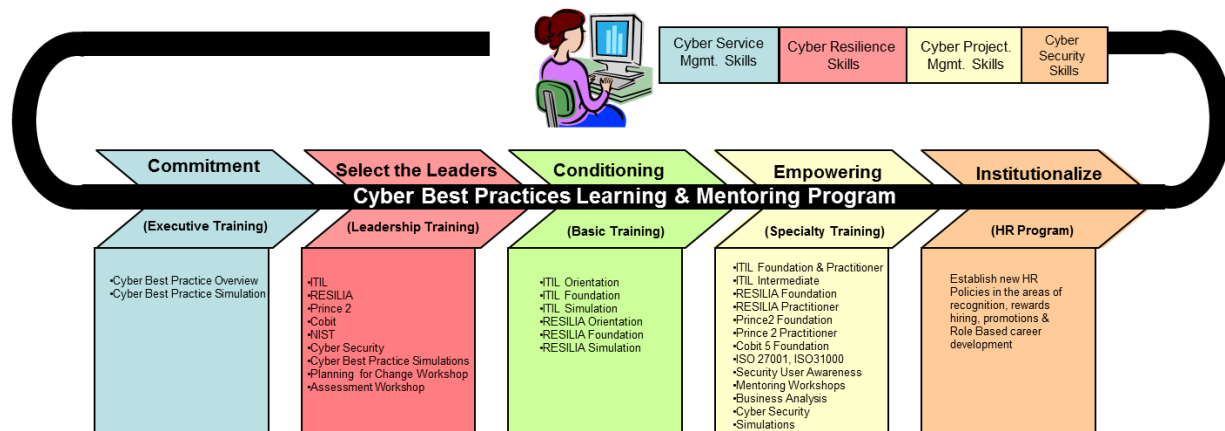 Cyber Service
Mgmt. Skills
Cyber Resilience
Skills
Cyber Project.
Mgmt. Skills
Cyber
Security
Skills
Commitment
Select the Leaders
Conditioning
Empowering
Institutionalize
Cyber Best Practices Learning & Mentoring Program
(Executive Training)
(Leadership Training)
(Basic Training)
(Specialty Training)
(HR Program)
•Cyber Best Practice Overview
•Cyber Best Practice Simulation
•ITIL
•RESILIA
•Prince 2
•Cobit
•NIST
•Cyber Security
•Cyber Best Practice Simulations
•Planning for Change Workshop
•Assessment Workshop
•ITIL Orientation
•ITIL Foundation
•ITIL Simulation
•RESILIA Orientation
•RESILIA Foundation
•RESILIA Simulation
•ITIL Foundation & Practitioner
•ITIL Intermediate
•RESILIA Foundation
•RESILIA Practitioner
•Prince2 Foundation
•Prince 2 Practitioner
•Cobit 5 Foundation
•ISO 27001, ISO31000
•Security User Awareness
•Mentoring Workshops
•Business Analysis
•Cyber Security
•Simulations
Establish new HR
Policies in the areas of
recognition, rewards
hiring, promotions &
Role Based career
development